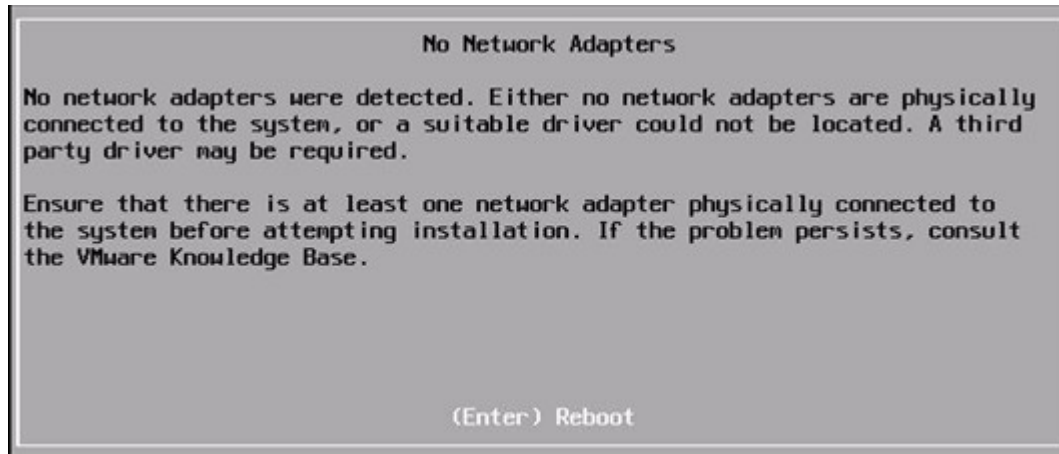 No Network Adapters
No network adapters were detected. Either no network adapters are physically
connected to the system, or a suitable driver could not be located. A third
party driver may be required.
Ensure that there is at least one network adapter physically connected to
the system before attempting installation. If the problem persists, consult
the VMware Knowledge Base.
(Enter) Reboot